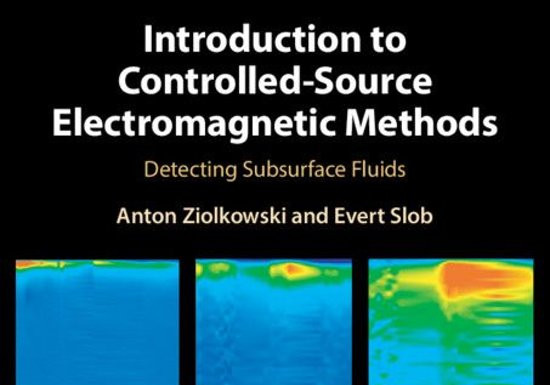 Introduction to
Controlled-Source
Electromagnetic Methods
Detecting Subsurface Fluids
Anton Ziolkowski and Evert Slob